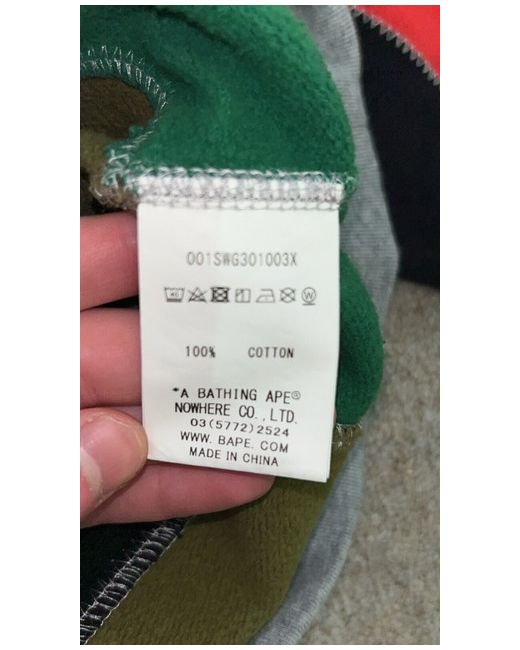 001SWG301003X
100% COTTON
*A BATHING APE®
NOWHERE CO.,LTD.
03(5772)2524
WWW. BAPE. COM
MADE IN CHINA